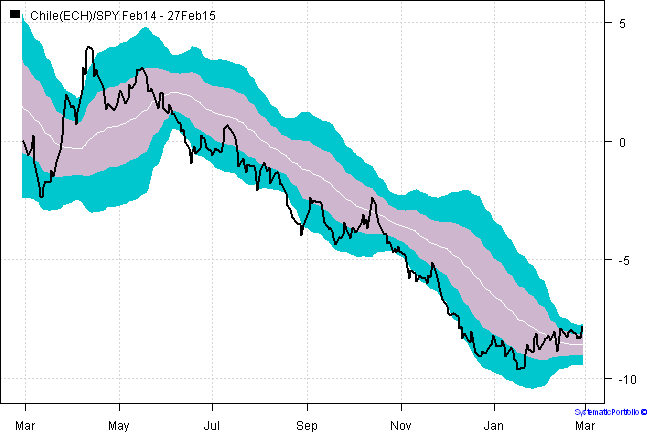 Chile(ECH)/SPY Feb14 - 27Feb15
5
0
-5
-10
Mar May Jul Sep Nov Jan Mar
SystematicPortfolio ©